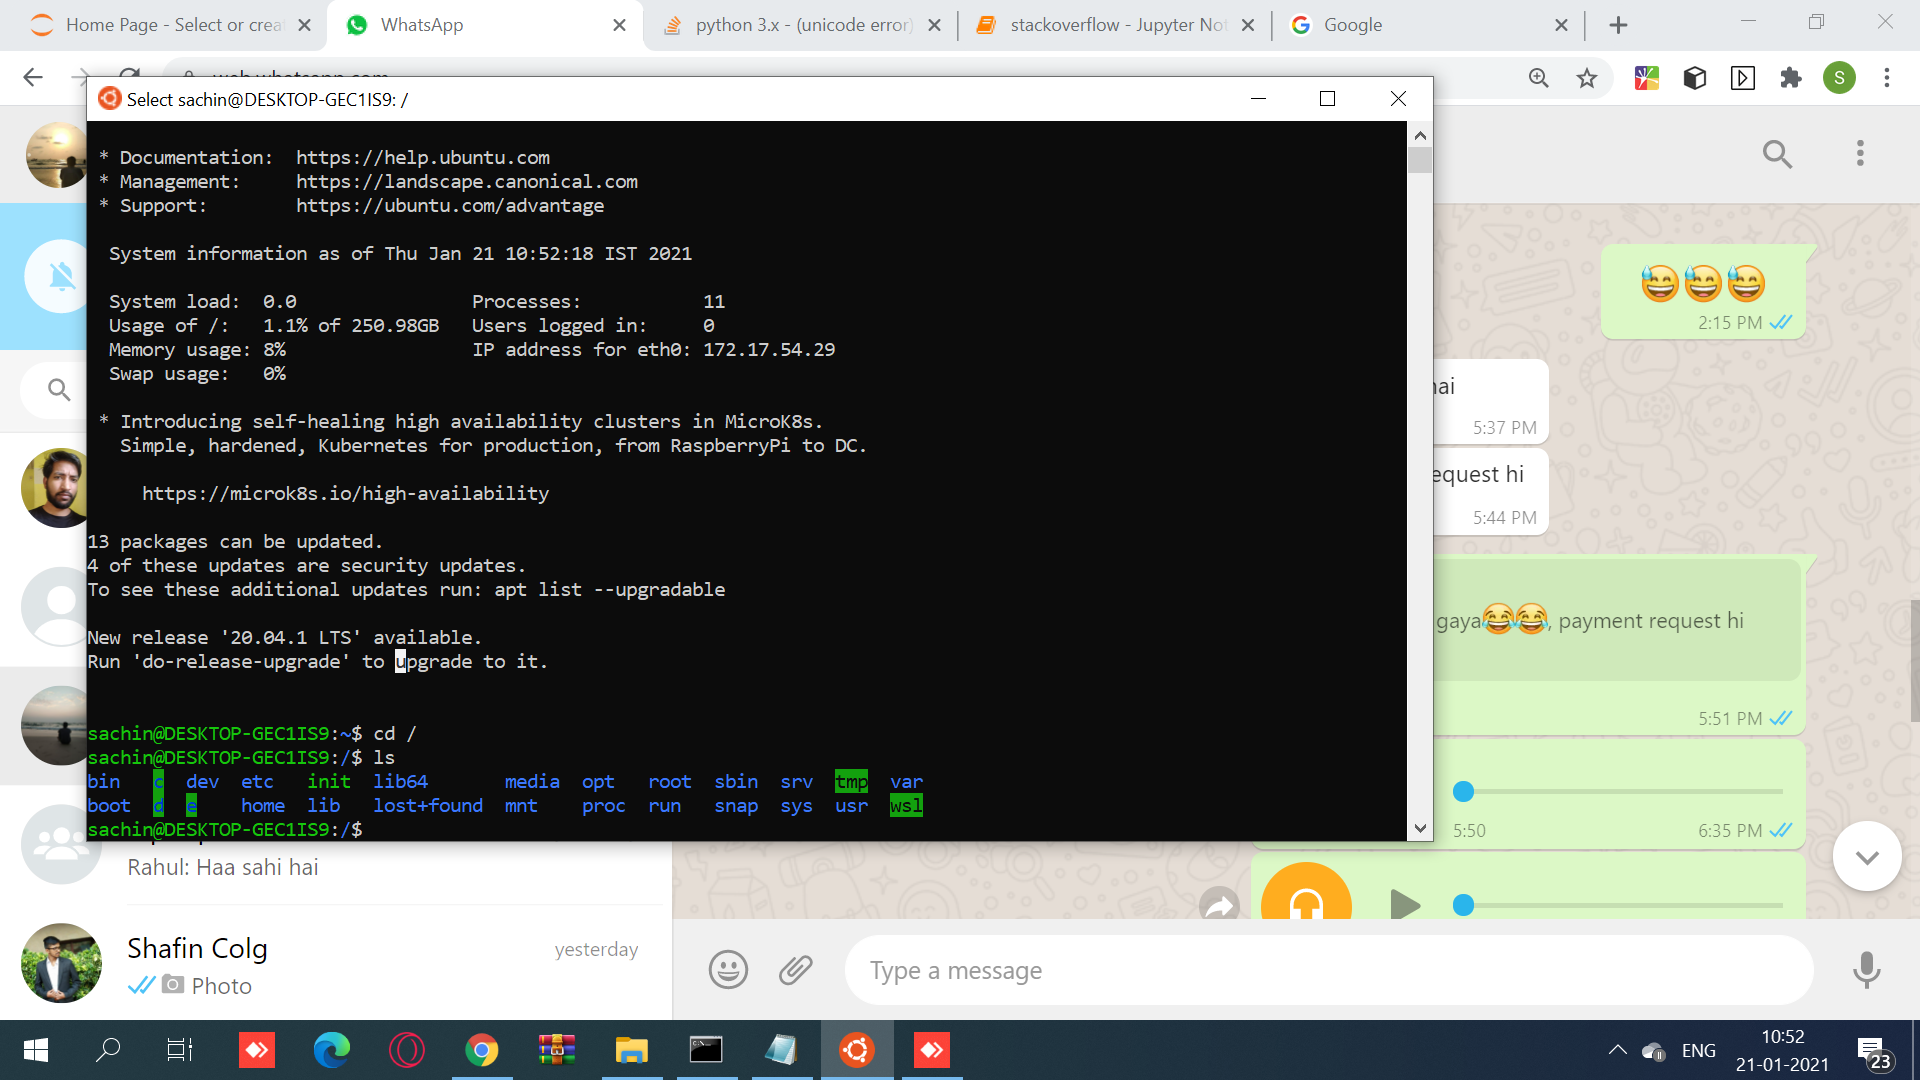 Home Page - Select or crea
WhatsApp
python 3.x - (unicode error)
stackoverflow - Jupyter Not
Google
S
Select sachin@DESKTOP-GEC1IS9: /
* Documentation:  https://help.ubuntu.com
* Management:     https://landscape.canonical.com
* Support:        https://ubuntu.com/advantage
System information as of Thu Jan 21 10:52:18 IST 2021
System load:  0.0                Processes:           11
Usage of /:   1.1% of 250.98GB   Users logged in:     0
Memory usage: 8%                 IP address for eth0: 172.17.54.29
Swap usage:   0%
* Introducing self-healing high availability clusters in MicroK8s.
Simple, hardened, Kubernetes for production, from RaspberryPi to DC.
https://microk8s.io/high-availability
13 packages can be updated.
4 of these updates are security updates.
To see these additional updates run: apt list --upgradable
New release '20.04.1 LTS' available.
Run 'do-release-upgrade' to upgrade to it.
sachin@DESKTOP-GEC1IS9:~$ cd /
sachin@DESKTOP-GEC1IS9:/$ ls
bin   c  dev  etc   init  lib64       media  opt   root  sbin  srv  tmp  var
boot  d  e    home  lib   lost+found  mnt    proc  run   snap  sys  usr  wsl
sachin@DESKTOP-GEC1IS9:/$
😅😅😅
2:15 PM
5:37 PM
equest hi
5:44 PM
gaya😂😂, payment request hi
5:51 PM
5:50
6:35 PM
Rahul: Haa sahi hai
Shafin Colg
yesterday
Photo
Type a message
ENG
10:52
21-01-2021
23